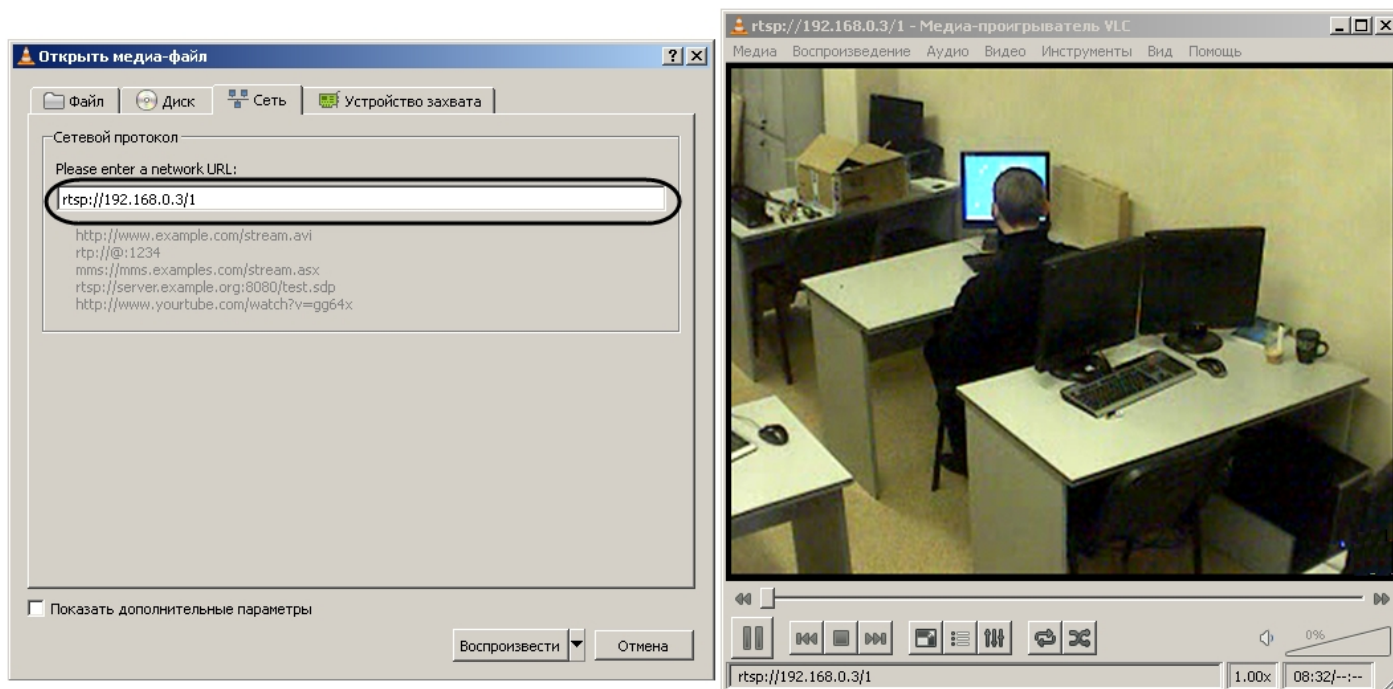 Открыть медиа-файл
Файл
Диск
Сеть
Устройство захвата
Сетевой протокол
Please enter a network URL:
rtsp://192.168.0.3/1
http://www.example.com/stream.avi
rtp://@:1234
mms://mms.examples.com/stream.asx
rtsp://server.example.org:8080/test.sdp
http://www.yourtube.com/watch?v=gg64x
Показать дополнительные параметры
Воспроизвести
Отмена
rtsp://192.168.0.3/1 - Медиа-проигрыватель VLC
Медиа Воспроизведение Аудио Видео Инструменты Вид Помощь
0%
rtsp://192.168.0.3/1
1.00x
08:32/--:--